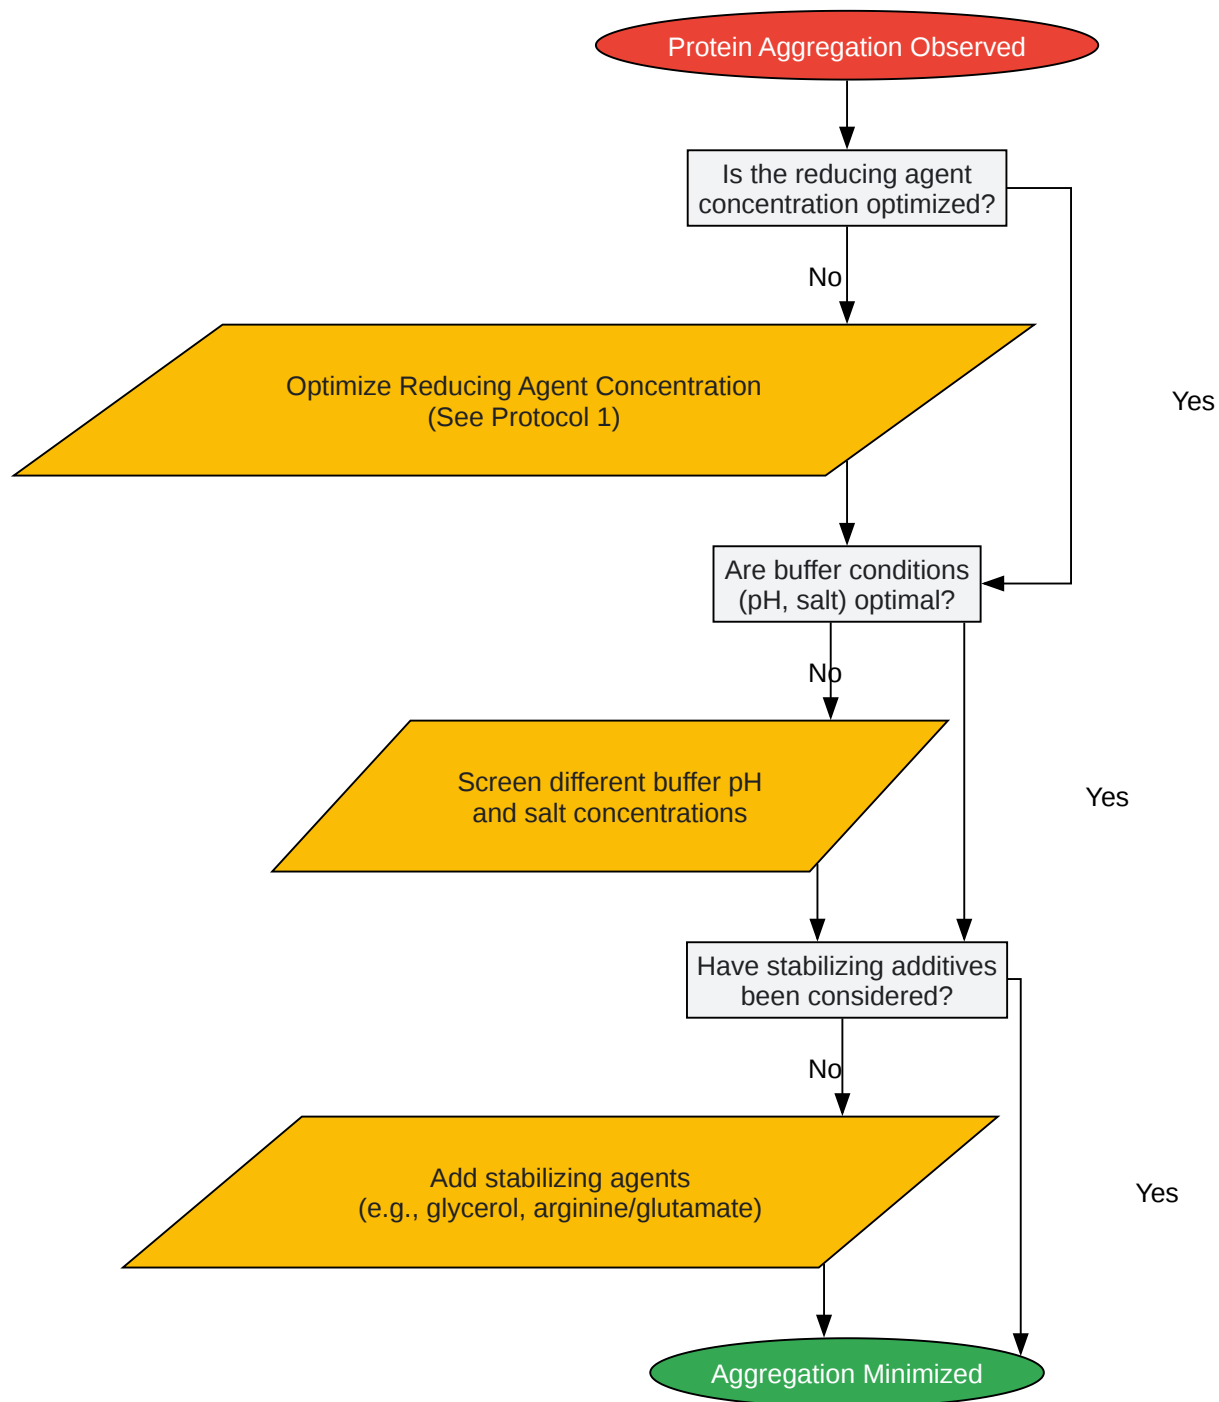 Protein Aggregation Observed
Is the reducing agent
concentration optimized?
No
Optimize Reducing Agent Concentration
(See Protocol 1)
Yes
Are buffer conditions
(pH, salt) optimal?
No
Screen different buffer pH
and salt concentrations
Yes
Have stabilizing additives
been considered?
No
Add stabilizing agents
(e.g., glycerol, arginine/glutamate)
Yes
Aggregation Minimized